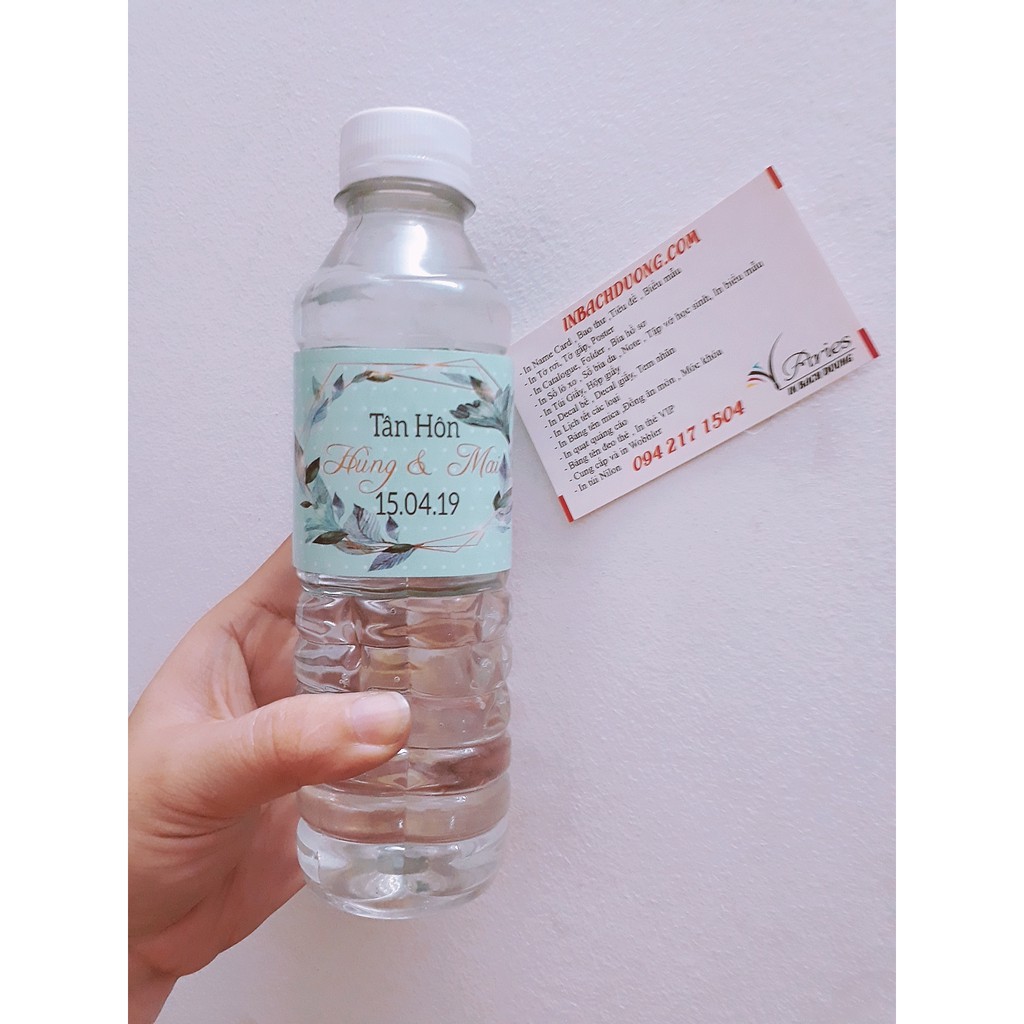 Tân Hôn
Hùng & Mai
15.04.19
INBACHDUONG.COM
- In Name Card , Bao thư ,Tiêu đề , Biểu mẫu
- In Tờ rơi, Tờ gấp, Poster
- In Catalogue, Folder , Bìa hồ sơ
- In Sổ lò xo , Sổ bìa da , Note , Tập vở học sinh, In biểu mẫu
- In Túi Giấy, Hộp giấy
- In Decal bế , Decal giấy, Tem nhãn
- In Lịch tết các loại
- In Bảng tên mica ,Đồng ăn mòn , Móc khóa
- In quạt quảng cáo
- Bảng tên đeo thẻ , In thẻ VIP
- Cung cấp và in Wobbler
- In túi Nilon
094 217 1504
Aries
IN BACH DUONG